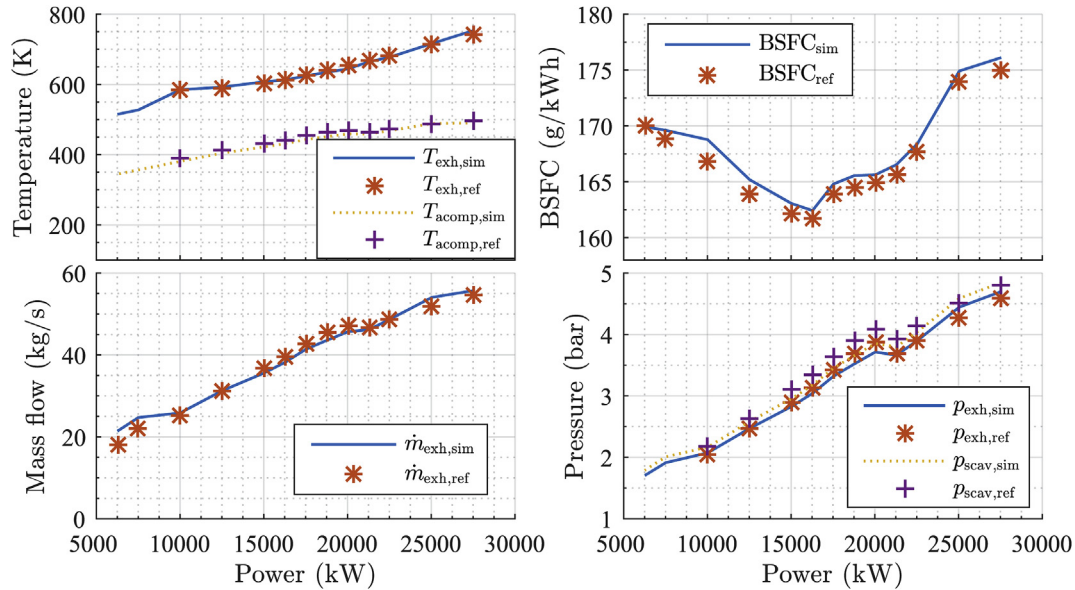 800
600
400
200
Temperature (K)
T_exh,sim
T_exh,ref
T_acomp,sim
T_acomp,ref
180
175
170
165
160
BSFC (g/kWh)
BSFC_sim
BSFC_ref
60
40
20
0
Mass flow (kg/s)
ṁ_exh,sim
ṁ_exh,ref
5000 10000 15000 20000 25000 30000
Power (kW)
5
4
3
2
1
Pressure (bar)
p_exh,sim
p_exh,ref
p_scav,sim
p_scav,ref
5000 10000 15000 20000 25000 30000
Power (kW)